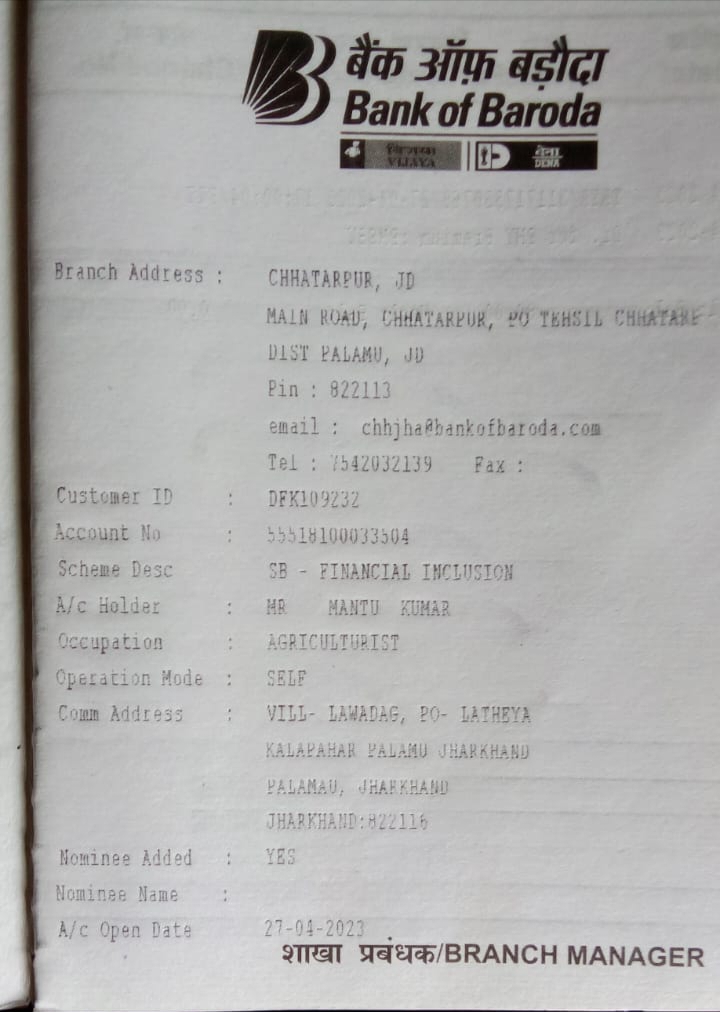 बैंक ऑफ़ बड़ौदा
Bank of Baroda
विजया VIJAYA देना DENA
Branch Address : CHHATARPUR, JD
MAIN ROAD, CHHATARPUR, PO TEHSIL CHHATARP
DIST PALAMU, JD
Pin : 822113
email : chhjha@bankofbaroda.com
Tel : 7542032139 Fax :
Customer ID : DFK109232
Account No : 55518100033504
Scheme Desc SB - FINANCIAL INCLUSION
A/c Holder : MR MANTU KUMAR
Occupation : AGRICULTURIST
Operation Mode : SELF
Comm Address : VILL- LAWADAG, PO- LATHEYA
KALAPAHAR PALAMU JHARKHAND
PALAMAU, JHARKHAND
JHARKHAND:822116
Nominee Added : YES
Nominee Name :
A/c Open Date 27-04-2023
शाखा प्रबंधक/BRANCH MANAGER